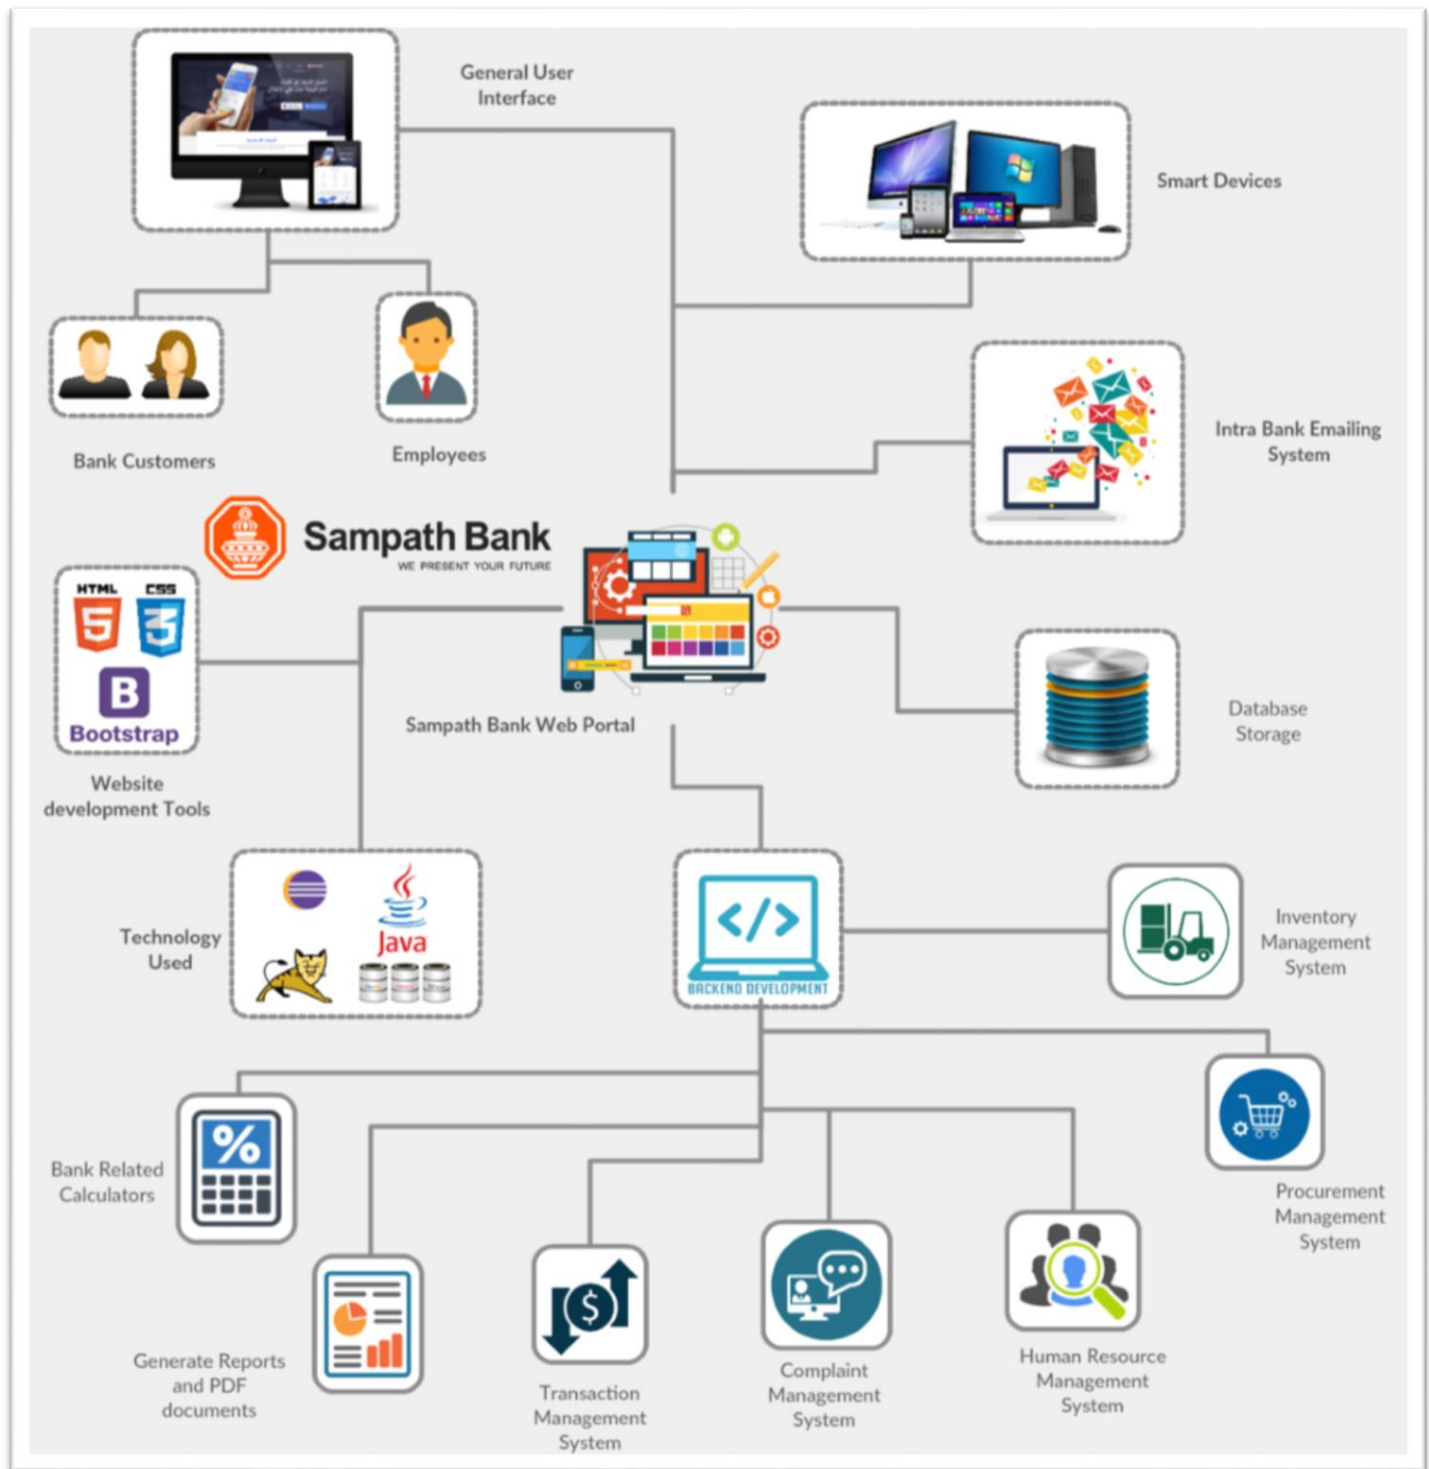 General User
Interface
Smart Devices
Bank Customers
Employees
Intra Bank Emailing
System
Sampath Bank
WE PRESENT YOUR FUTURE
HTML
5
CSS
3
B
Bootstrap
Website
development Tools
Sampath Bank Web Portal
Database
Storage
Technology
Used
Java
</>
BACKEND DEVELOPMENT
Inventory
Management
System
%
Bank Related
Calculators
Procurement
Management
System
Generate Reports
and PDF
documents
$
Transaction
Management
System
Complaint
Management
System
Human Resource
Management
System